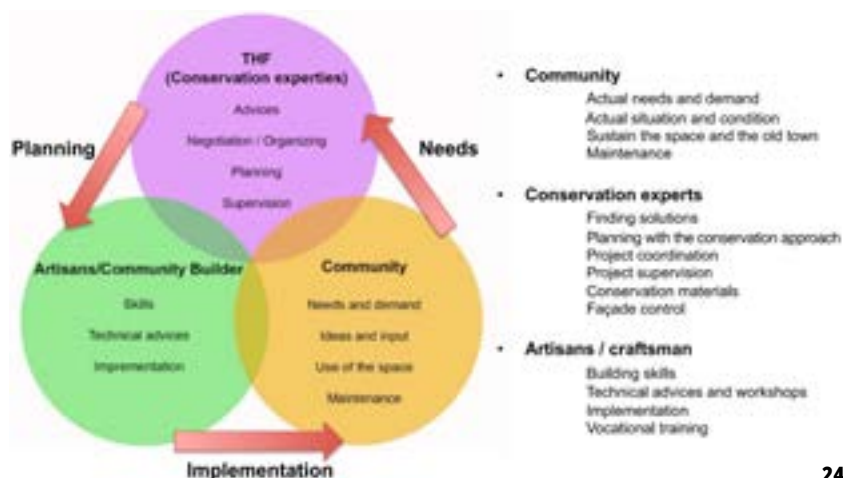 THF
(Conservation experties)
Advices
Negotiation / Organizing
Planning
Supervision
Planning
Needs
Artisans/Community Builder
Skills
Technical advices
Imprementation
Community
Needs and demand
Ideas and input
Use of the space
Maintenance
Implementation
• Community
Actual needs and demand
Actual situation and condition
Sustain the space and the old town
Maintenance
• Conservation experts
Finding solutions
Planning with the conservation approach
Project coordination
Project supervision
Conservation materials
Façade control
• Artisans / craftsman
Building skills
Technical advices and workshops
Implementation
Vocational training
24